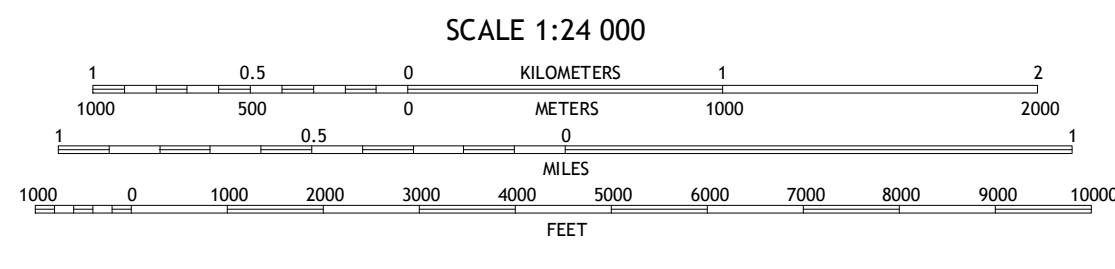 SCALE 1:24 000
1 0.5 0 KILOMETERS 1 2
1000 500 0 METERS 1000 2000
1 0.5 0 1
MILES
1000 0 1000 2000 3000 4000 5000 6000 7000 8000 9000 10000
FEET